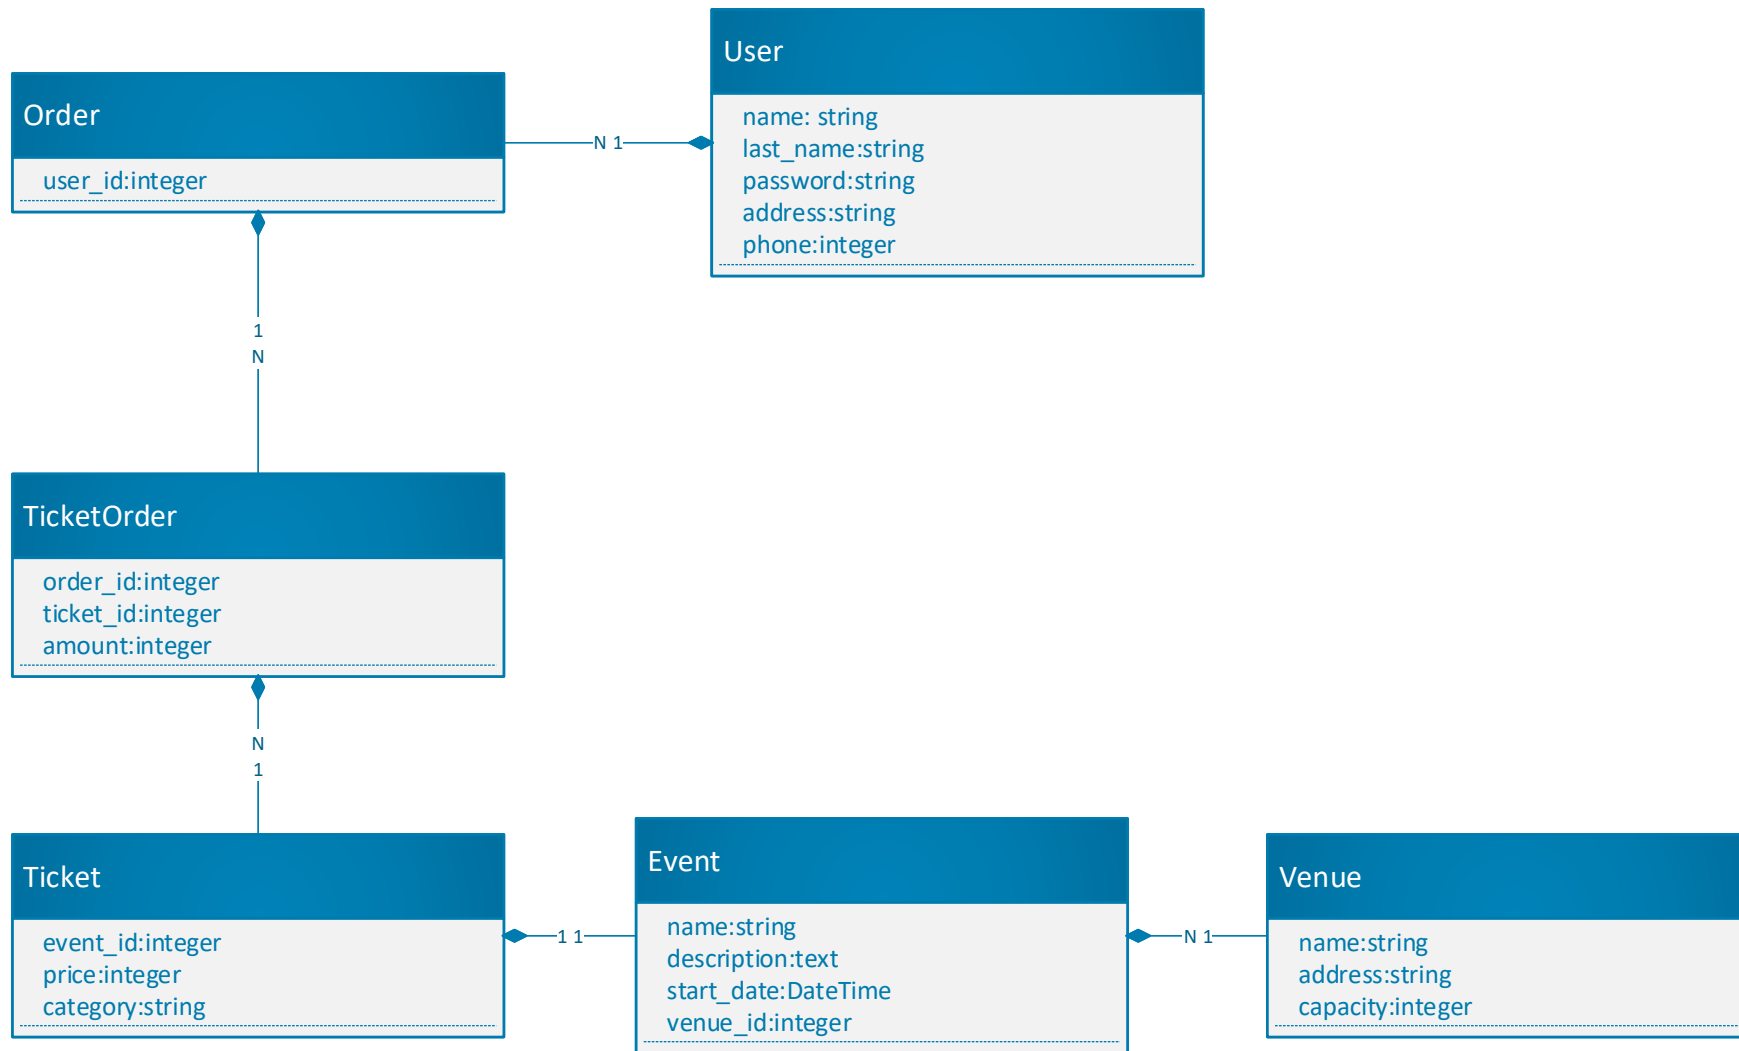 User
name: string
last_name:string
password:string
address:string
phone:integer
Order
user_id:integer
N 1
1
N
TicketOrder
order_id:integer
ticket_id:integer
amount:integer
N
1
Ticket
event_id:integer
price:integer
category:string
1 1
Event
name:string
description:text
start_date:DateTime
venue_id:integer
N 1
Venue
name:string
address:string
capacity:integer